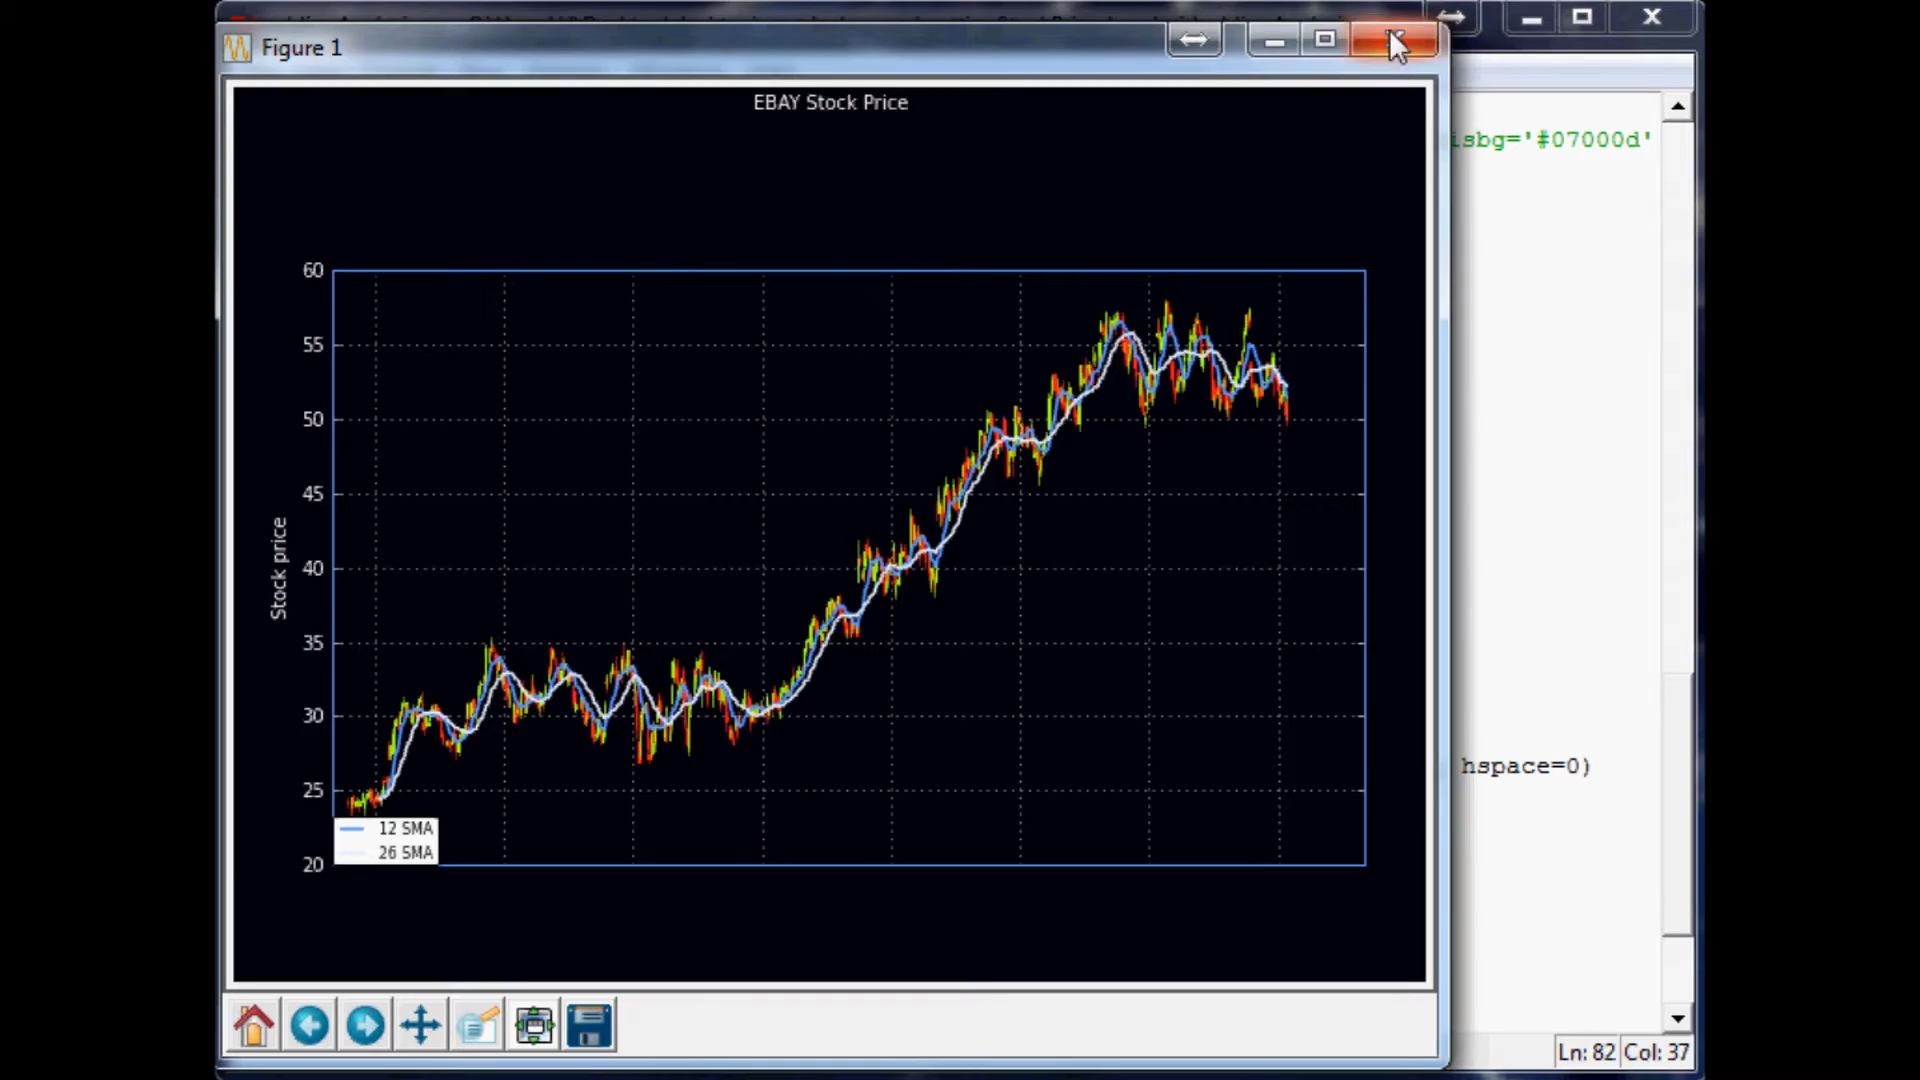 Figure 1
EBAY Stock Price
isbg='#07000d'
60
55
50
45
40
35
30
25
20
Stock price
12 SMA
26 SMA
hspace=0)
Ln: 82 Col: 37